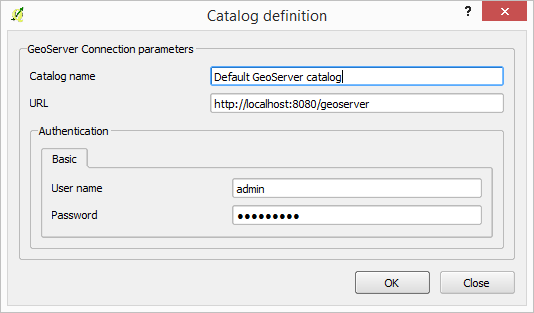 Catalog definition
?
GeoServer Connection parameters
Catalog name
Default GeoServer catalog
URL
http://localhost:8080/geoserver
Authentication
Basic
User name
admin
Password
●●●●●●●●●
OK
Close